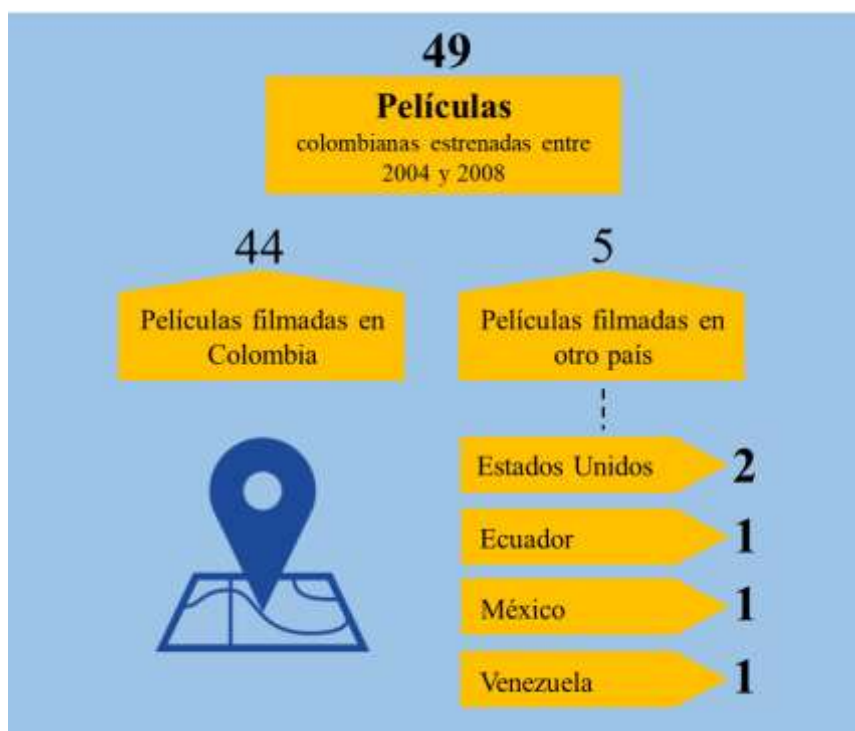 49
Películas
colombianas estrenadas entre
2004 y 2008
44
Películas filmadas en
Colombia
5
Películas filmadas en
otro país
Estados Unidos 2
Ecuador 1
México 1
Venezuela 1